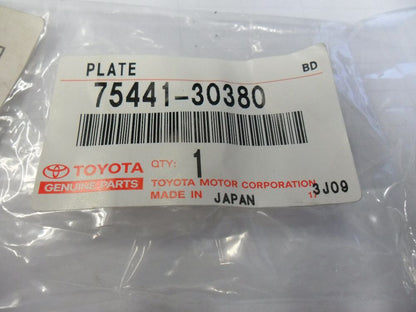 PLATE BD
75441-30380
TOYOTA QTY: 1
GENUINE PARTS TOYOTA MOTOR CORPORATION
MADE IN JAPAN 3J09